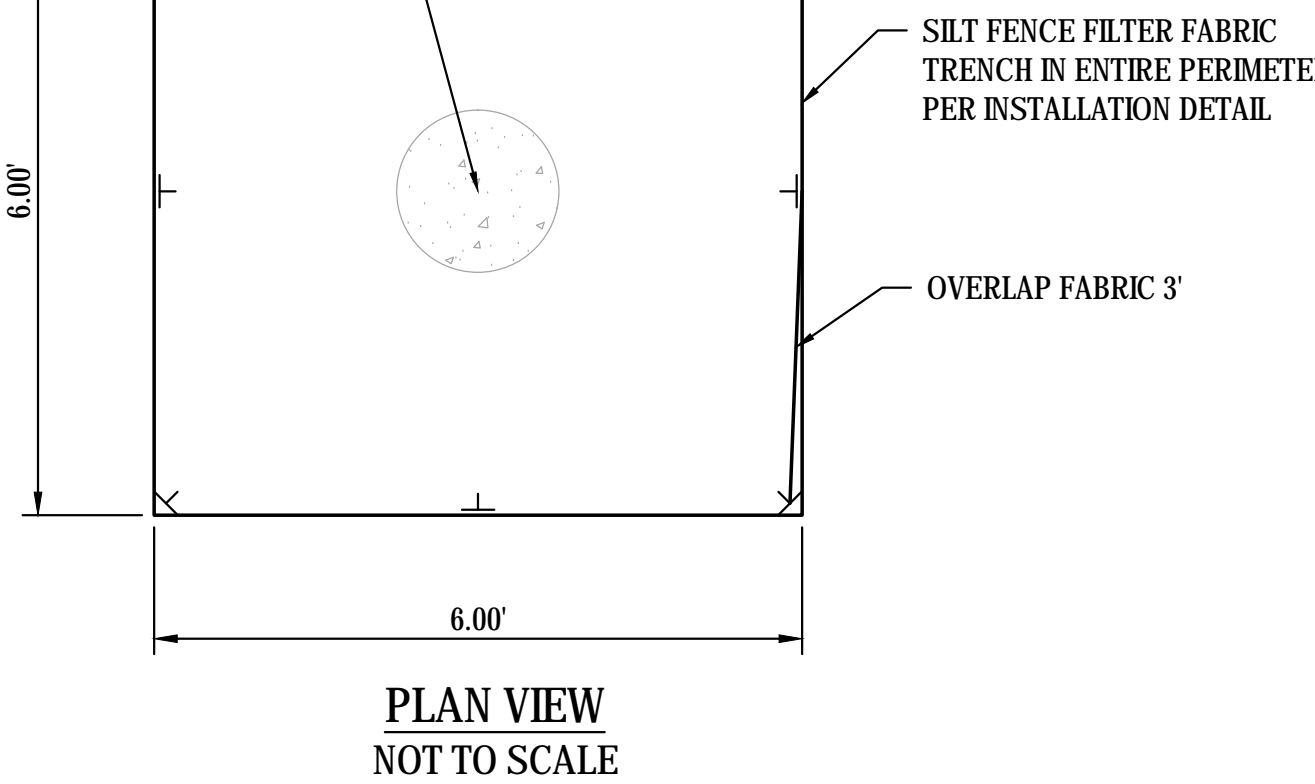 SILT FENCE FILTER FABRIC
TRENCH IN ENTIRE PERIMETE
PER INSTALLATION DETAIL
6.00'
OVERLAP FABRIC 3'
6.00'
PLAN VIEW
NOT TO SCALE